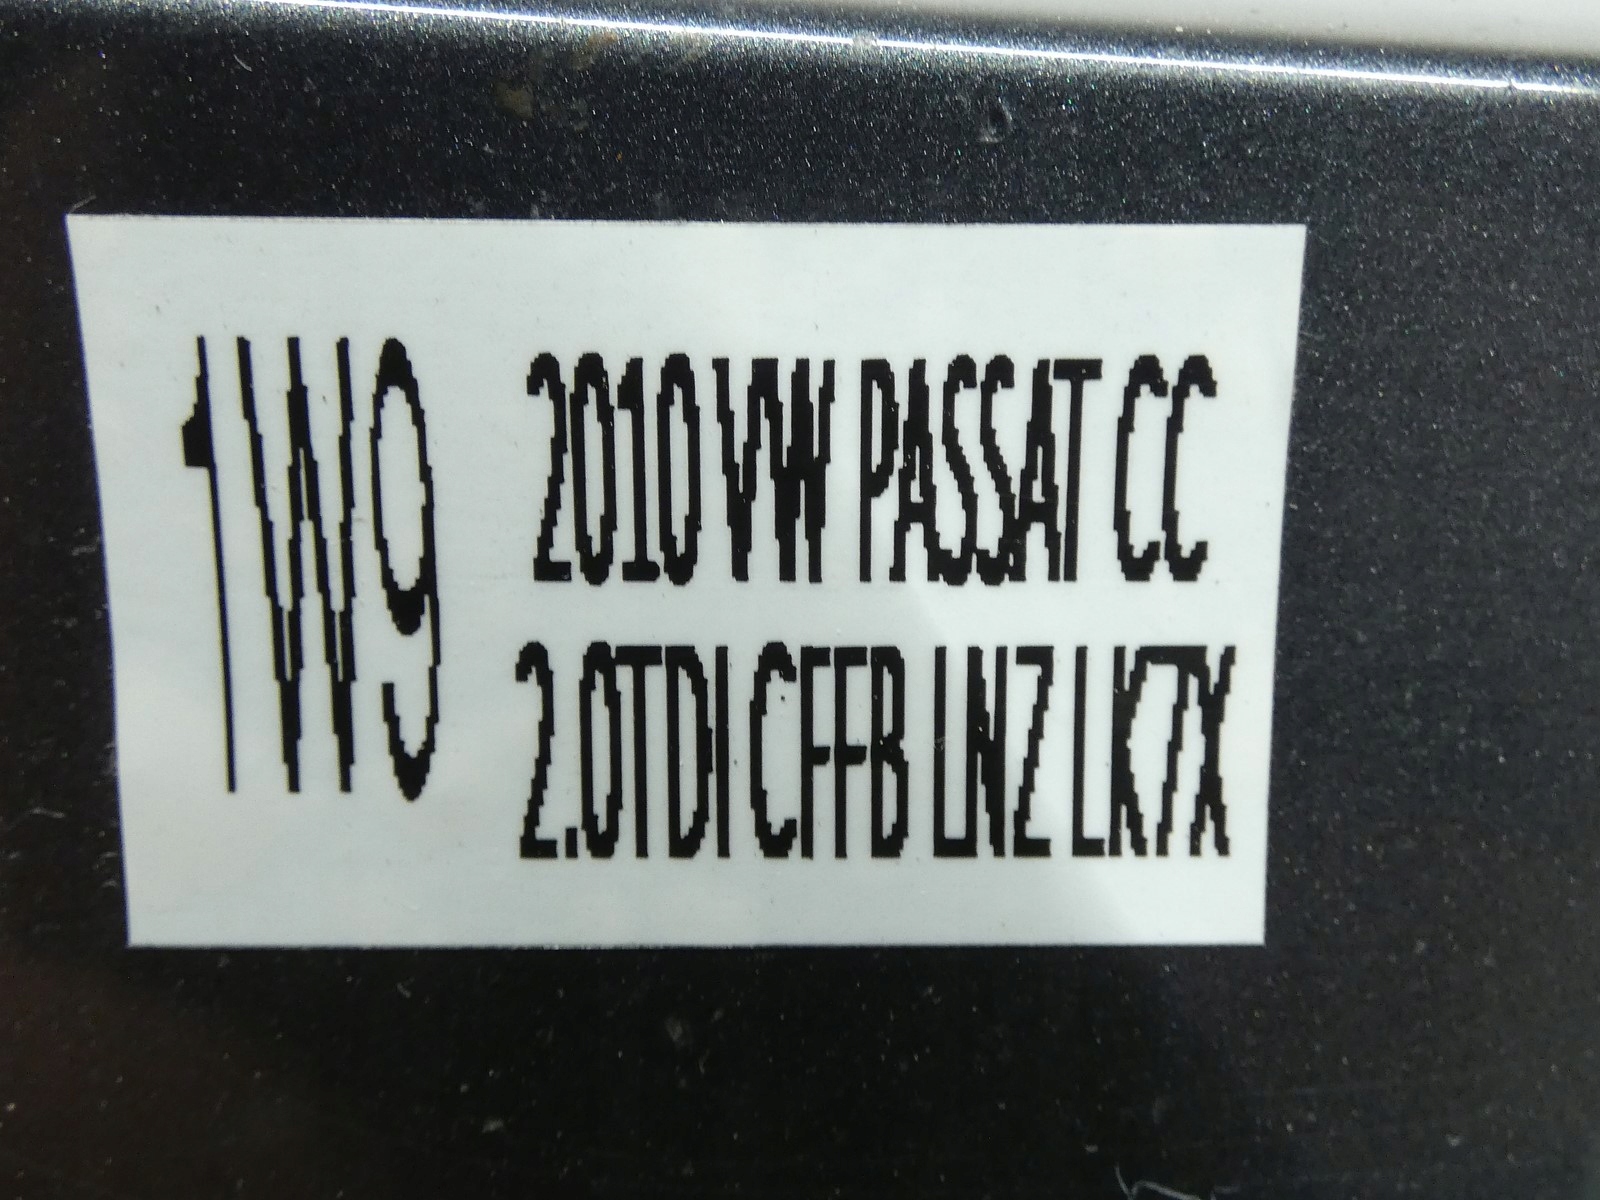 1W9
2010 VW PASSAT CC
2.0TDI CFFB LNZ LK7X